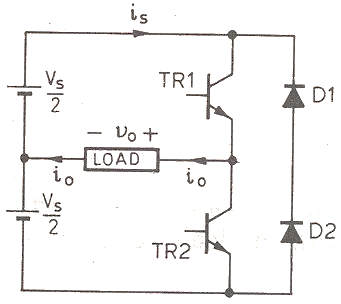 i_s
TR1
D1
V_s/2
- v_o +
LOAD
i_o
i_o
V_s/2
TR2
D2